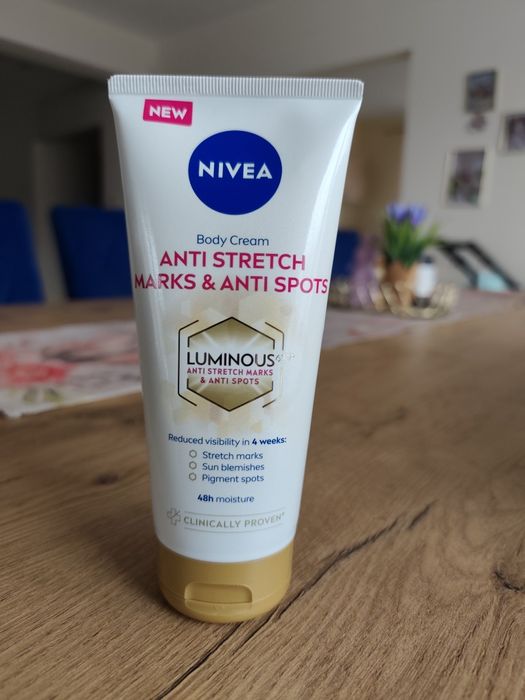 NEW
NIVEA
Body Cream
ANTI STRETCH
MARKS & ANTI SPOTS
LUMINOUS
ANTI STRETCH MARKS
& ANTI SPOTS
Reduced visibility in 4 weeks:
Stretch marks
Sun blemishes
Pigment spots
48h moisture
CLINICALLY PROVEN*